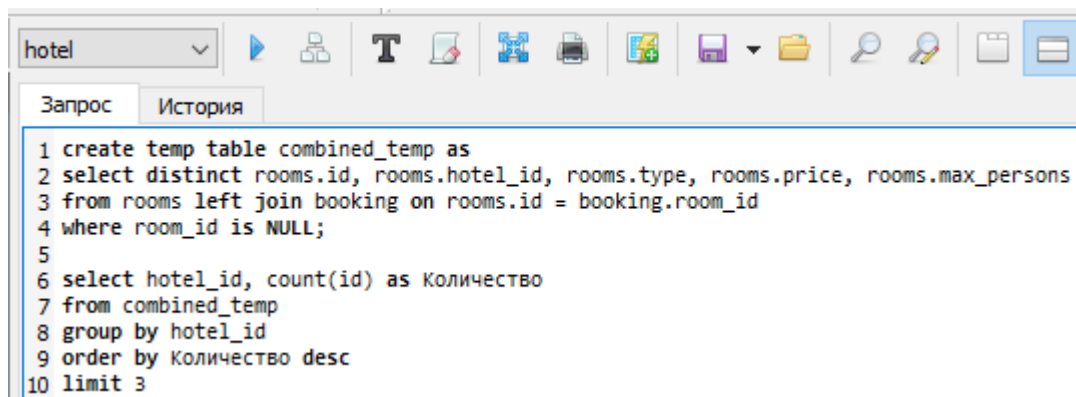 hotel
T
Запрос История
1 create temp table combined_temp as
2 select distinct rooms.id, rooms.hotel_id, rooms.type, rooms.price, rooms.max_persons
3 from rooms left join booking on rooms.id = booking.room_id
4 where room_id is NULL;
5
6 select hotel_id, count(id) as Количество
7 from combined_temp
8 group by hotel_id
9 order by Количество desc
10 limit 3